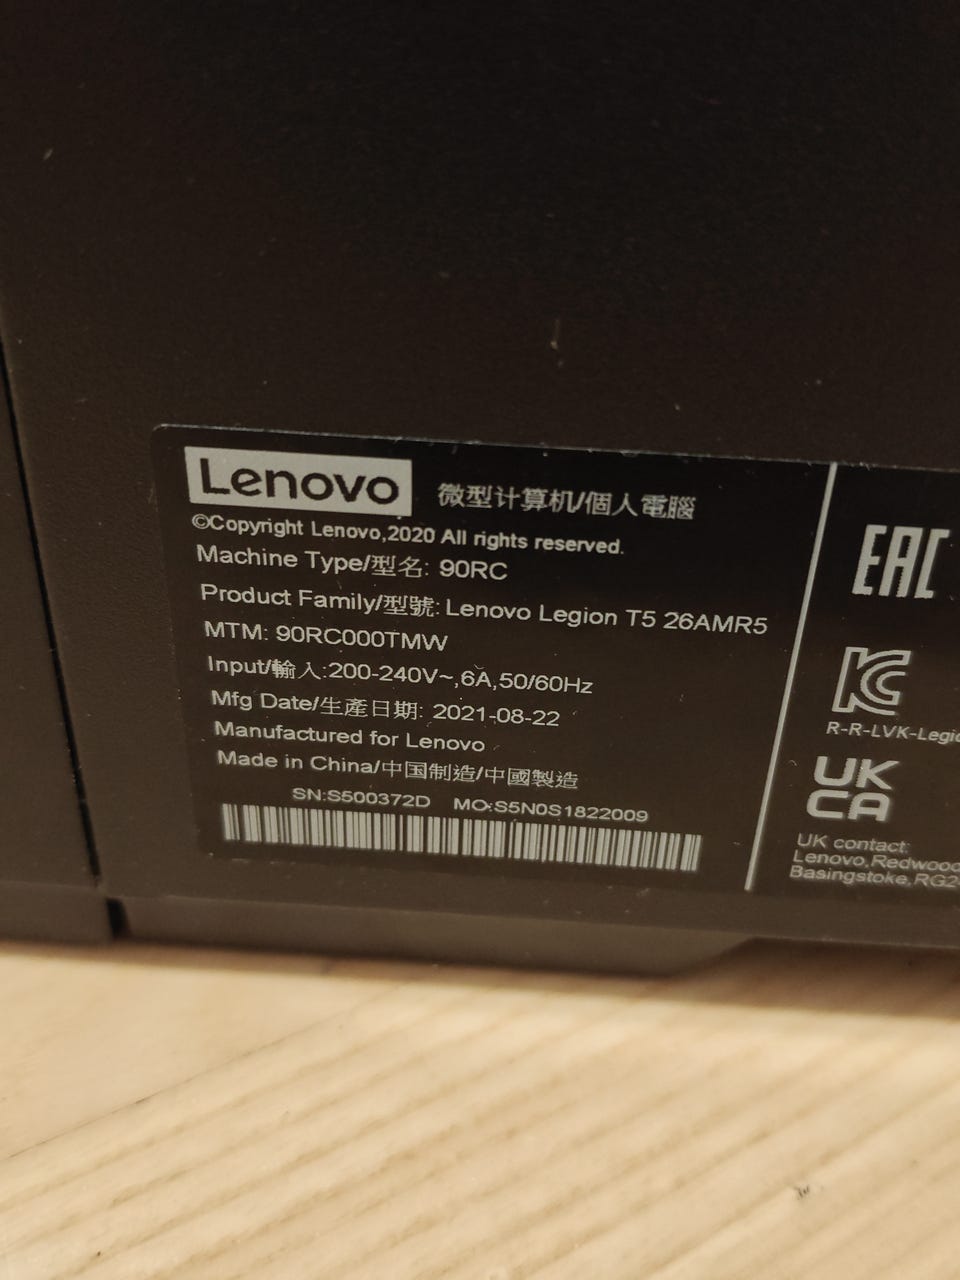 Lenovo 微型计算机/個人電腦
©Copyright Lenovo,2020 All rights reserved.
Machine Type/型名: 90RC
Product Family/型號: Lenovo Legion T5 26AMR5
MTM: 90RC000TMW
Input/輸入:200-240V~,6A,50/60Hz
Mfg Date/生產日期: 2021-08-22
Manufactured for Lenovo
Made in China/中国制造/中國製造
SN:S500372D MO:S5N0S1822009
EAC
KC
R-R-LVK-Legio
UK
CA
UK contact:
Lenovo,Redwood
Basingstoke,RG2